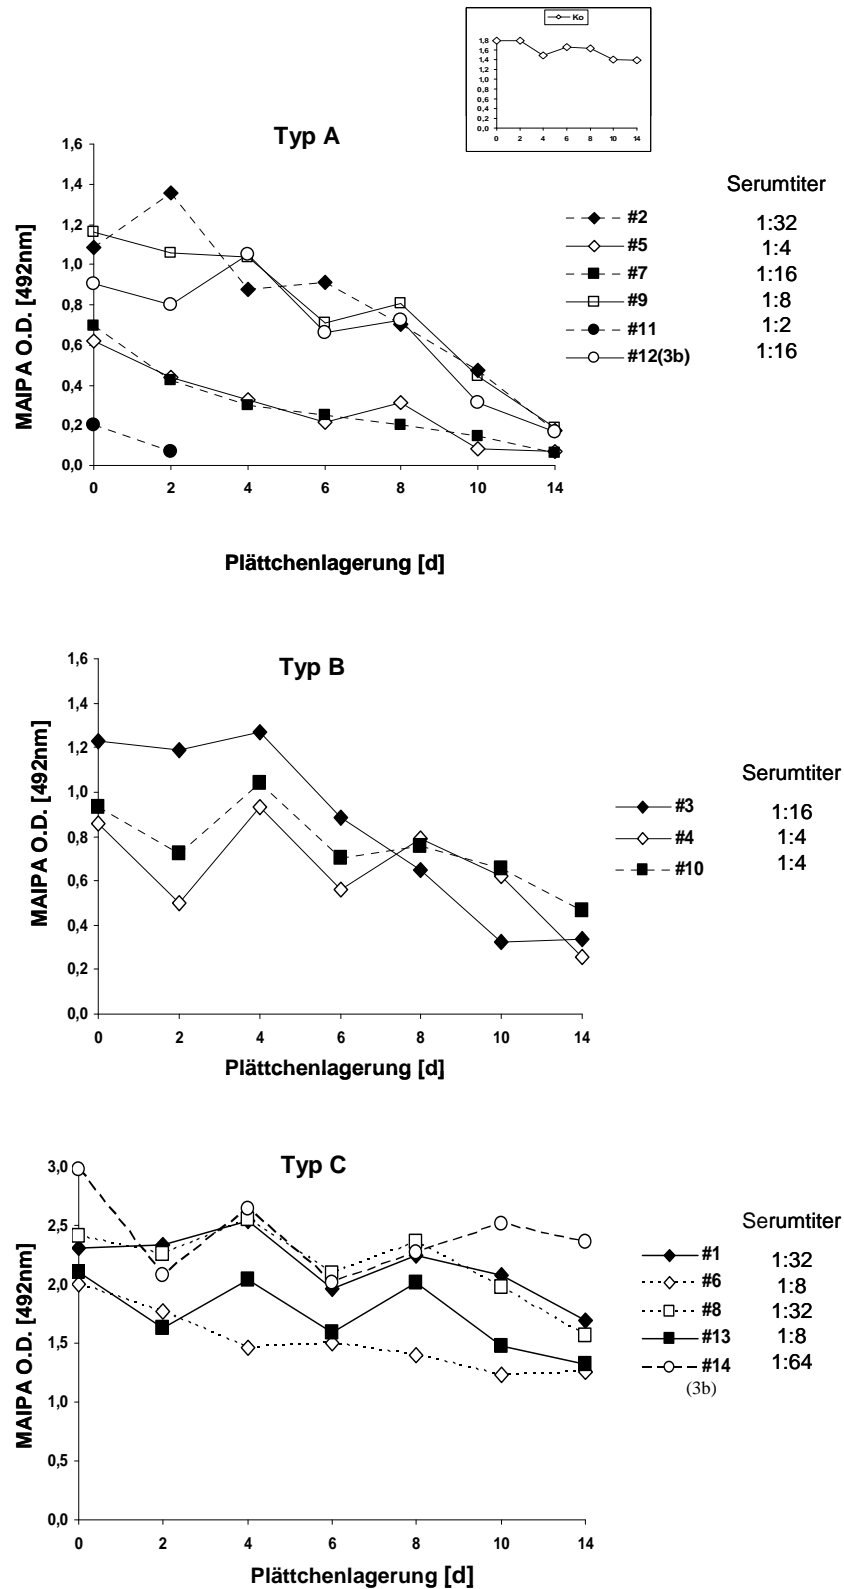 Ko
1,8
1,6
1,4
1,2
1,0
0,8
0,6
0,4
0,2
0,0
0 2 4 6 8 10 14
Typ A
MAIPA O.D. [492nm]
1,6
1,4
1,2
1,0
0,8
0,6
0,4
0,2
0,0
0 2 4 6 8 10 14
Plättchenlagerung [d]
Serumtiter
#2 1:32
#5 1:4
#7 1:16
#9 1:8
#11 1:2
#12(3b) 1:16
Typ B
MAIPA O.D. [492nm]
1,6
1,4
1,2
1,0
0,8
0,6
0,4
0,2
0,0
0 2 4 6 8 10 14
Plättchenlagerung [d]
Serumtiter
#3 1:16
#4 1:4
#10 1:4
Typ C
MAIPA O.D. [492nm]
3,0
2,5
2,0
1,5
1,0
0,5
0,0
0 2 4 6 8 10 14
Plättchenlagerung [d]
Serumtiter
#1 1:32
#6 1:8
#8 1:32
#13 1:8
#14 1:64
(3b)